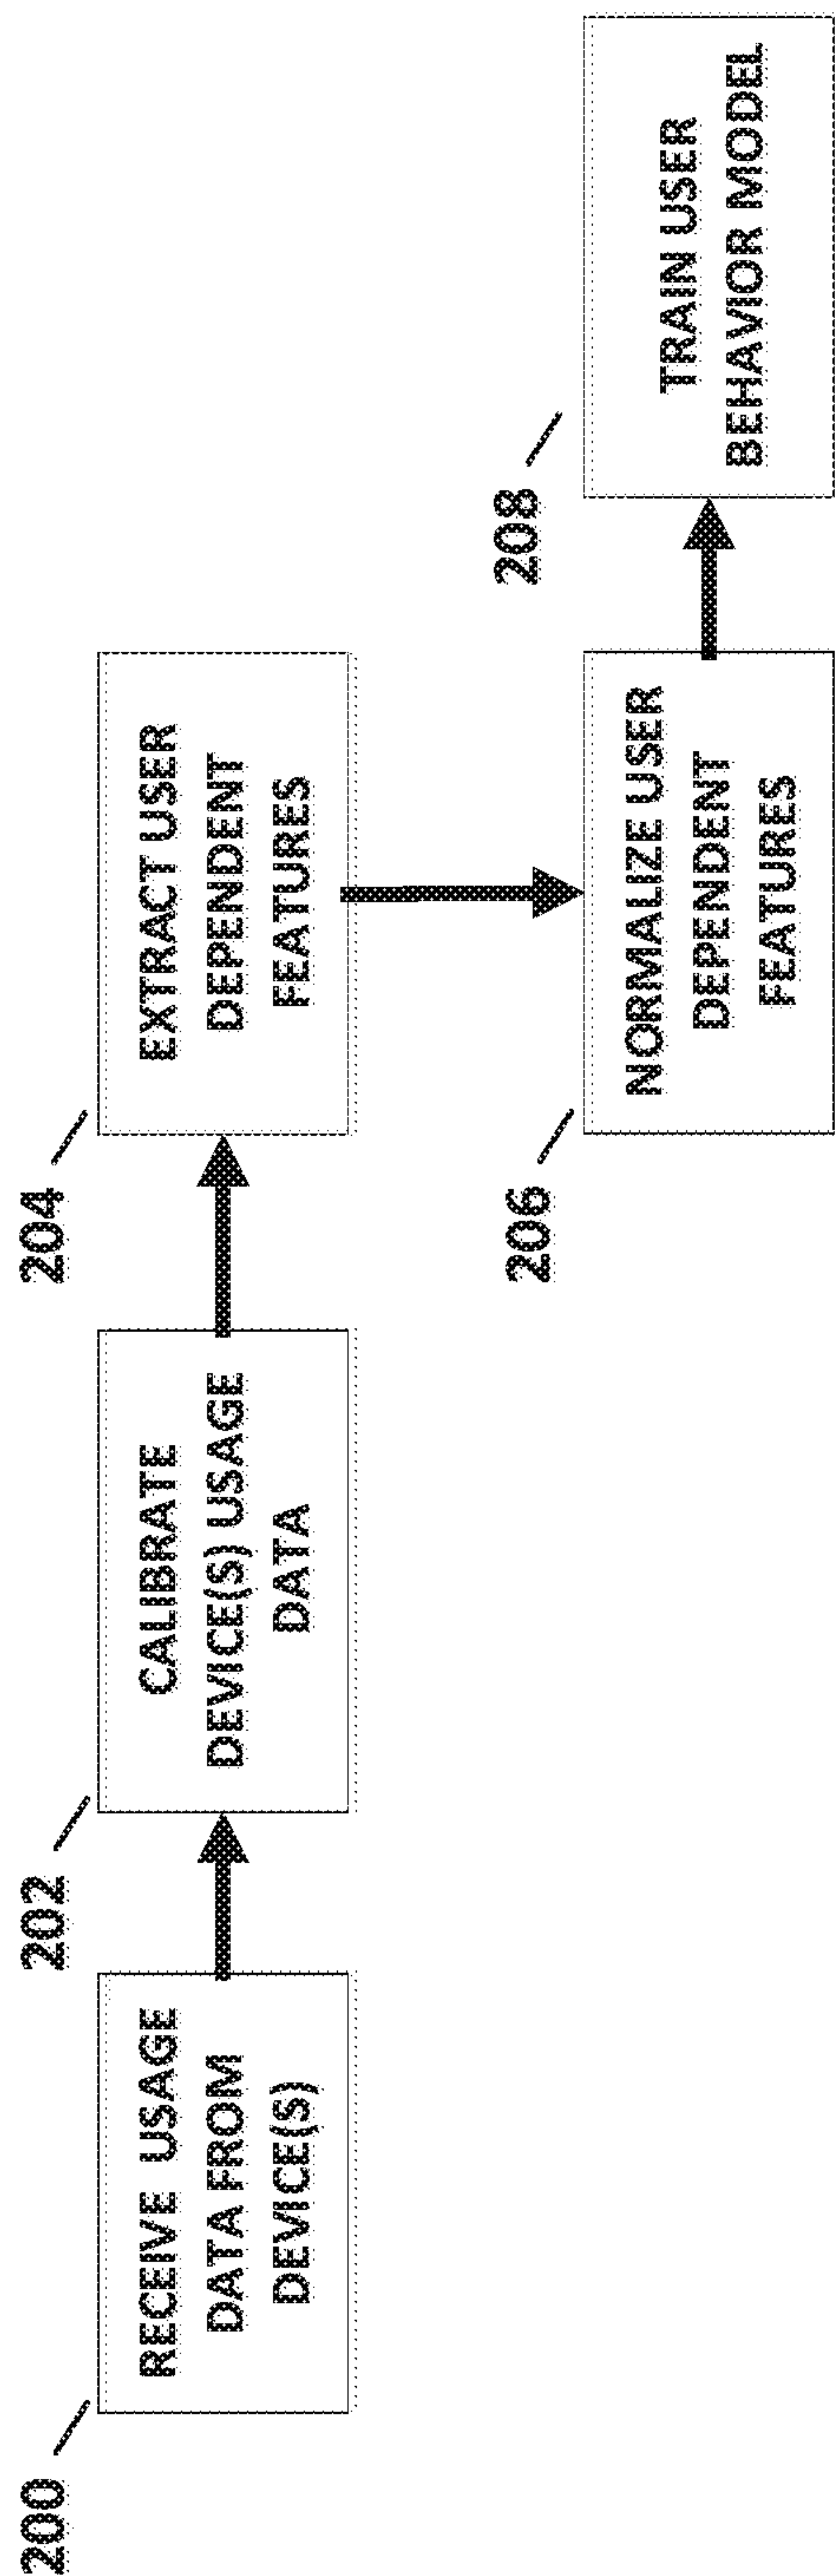 200
RECEIVE USAGE
DATA FROM
DEVICE(S)
202
CALIBRATE
DEVICE(S) USAGE
DATA
204
EXTRACT USER
DEPENDENT
FEATURES
206
NORMALIZE USER
DEPENDENT
FEATURES
208
TRAIN USER
BEHAVIOR MODEL